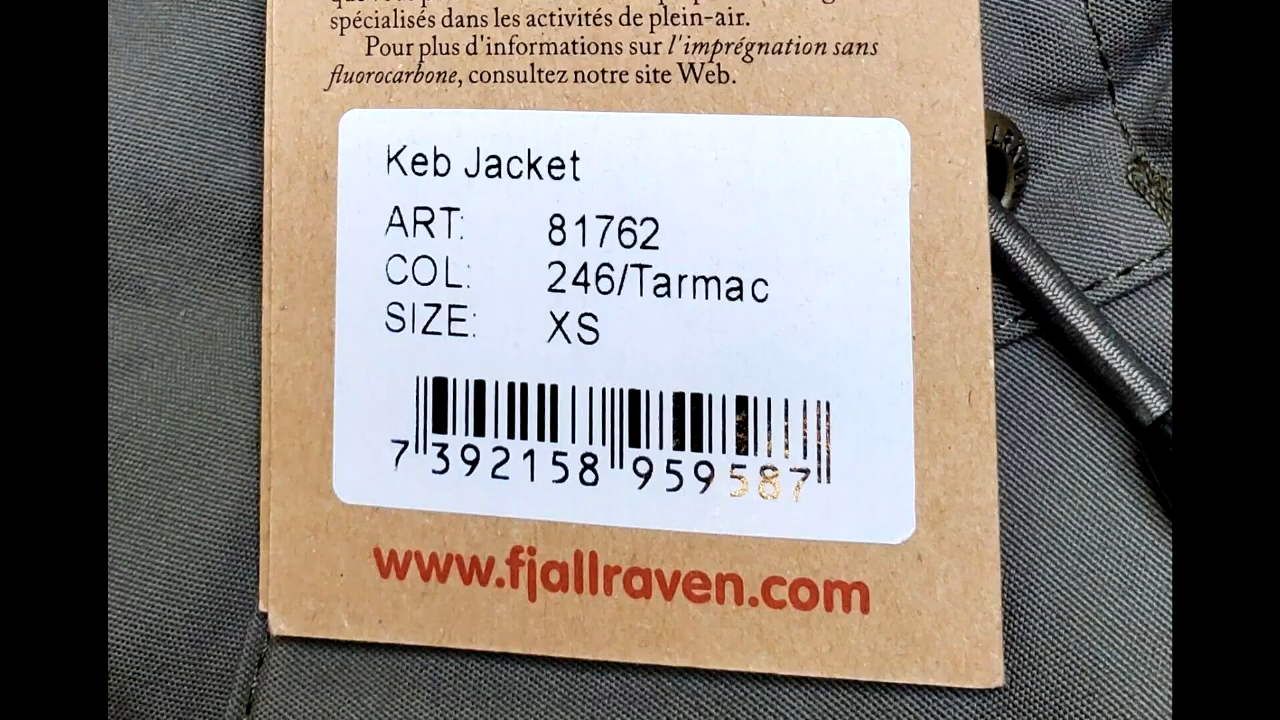 spécialisés dans les activités de plein-air.
Pour plus d'informations sur l'imprégnation sans
fluorocarbone, consultez notre site Web.
Keb Jacket
ART: 81762
COL: 246/Tarmac
SIZE: XS
7 392158 959587
www.fjallraven.com